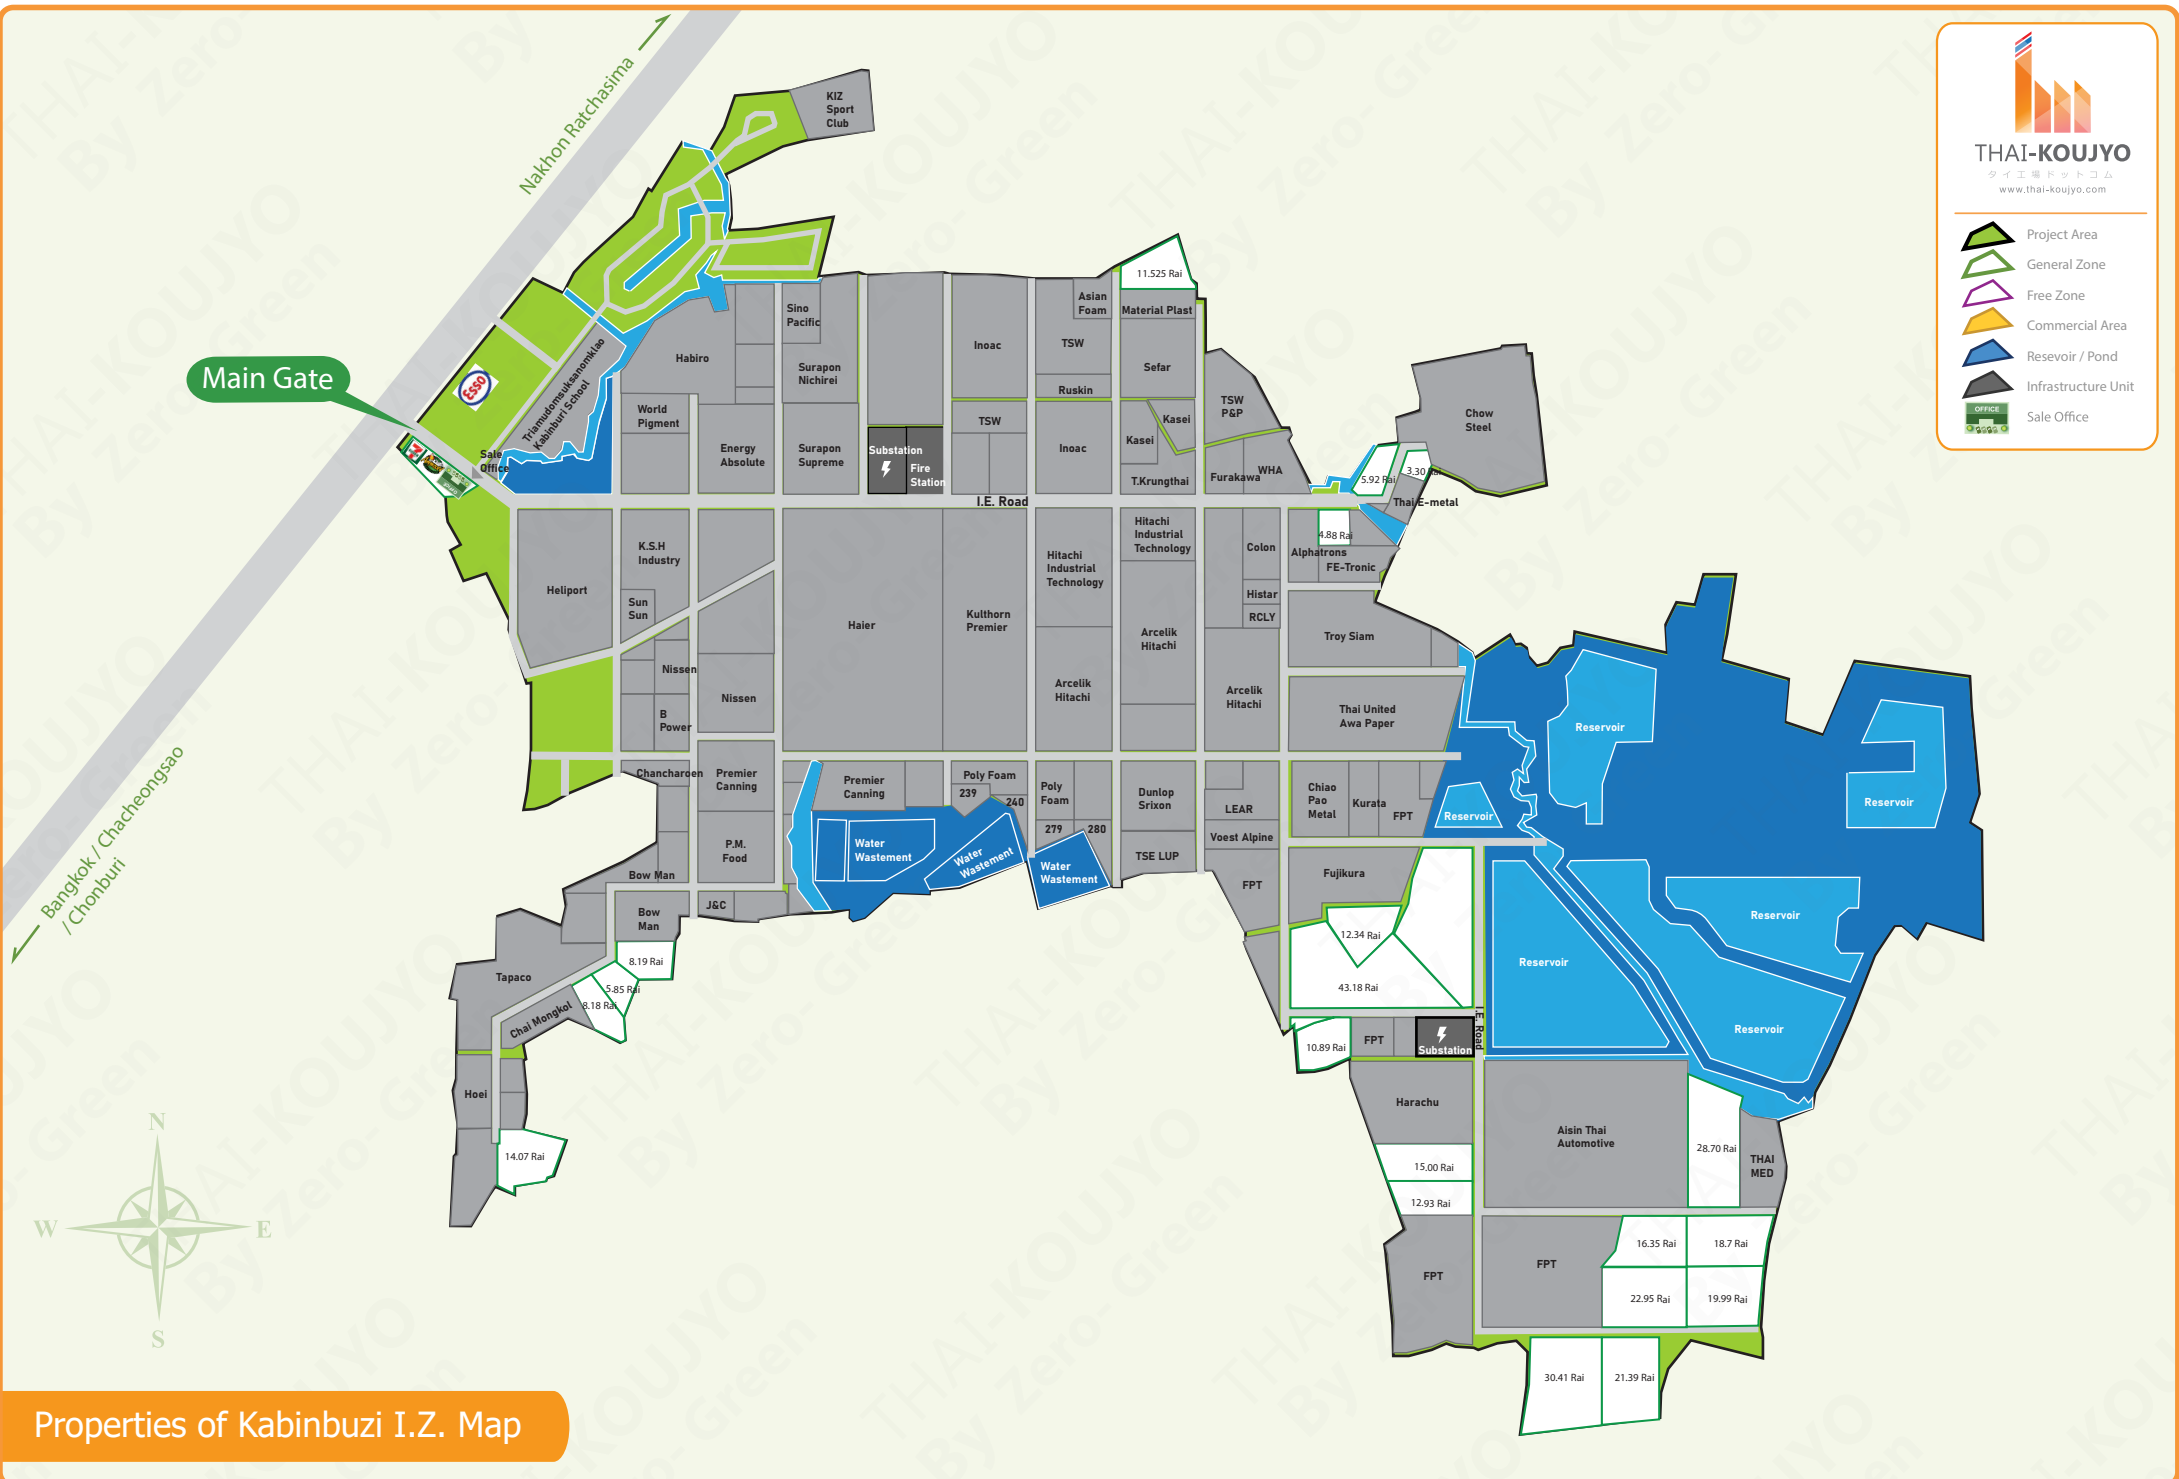 Nakhon Ratchasima
Bangkok / Chacheongsao
/ Chonburi
Main Gate
THAI-KOUJYO
タイ工場ドットコム
www.thai-koujyo.com
Project Area
General Zone
Free Zone
Commercial Area
Resevoir / Pond
Infrastructure Unit
OFFICE
Sale Office
KIZ
Sport
Club
Esso
Triamudomsuksanomklao
Kabinburi School
Sale
Office
7
Habiro
World
Pigment
Energy
Absolute
Sino
Pacific
Surapon
Nichirei
Surapon
Supreme
Substation
Fire
Station
Inoac
TSW
Asian
Foam
TSW
Ruskin
Inoac
11.525 Rai
Material Plast
Sefar
Kasei
Kasei
T.Krungthai
TSW
P&P
Furakawa
WHA
Chow
Steel
5.92 Rai
3.30 Rai
Thai E-metal
I.E. Road
Heliport
K.S.H
Industry
Sun
Sun
Nissen
B
Power
Nissen
Haier
Kulthorn
Premier
Hitachi
Industrial
Technology
Arcelik
Hitachi
Hitachi
Industrial
Technology
Arcelik
Hitachi
Colon
Histar
RCLY
Arcelik
Hitachi
4.88 Rai
Alphatrons
FE-Tronic
Troy Siam
Thai United
Awa Paper
Chancharoen
Premier
Canning
P.M.
Food
Bow Man
Bow
Man
J&C
Premier
Canning
Poly Foam
239
240
Poly
Foam
279
280
Water
Wastement
Water
Wastement
Water
Wastement
Dunlop
Srixon
TSE LUP
LEAR
Voest Alpine
FPT
Chiao
Pao
Metal
Kurata
FPT
Reservoir
Reservoir
Reservoir
Reservoir
Reservoir
Reservoir
Fujikura
12.34 Rai
43.18 Rai
I.E. Road
10.89 Rai
FPT
Substation
Harachu
15.00 Rai
12.93 Rai
FPT
Aisin Thai
Automotive
28.70 Rai
THAI
MED
FPT
16.35 Rai
18.7 Rai
22.95 Rai
19.99 Rai
30.41 Rai
21.39 Rai
Tapaco
8.19 Rai
5.85 Rai
8.18 Rai
Chai Mongkol
Hoei
14.07 Rai
N
W
E
S
Properties of Kabinbuzi I.Z. Map
THAI-KOUJYO
By Zero-Green